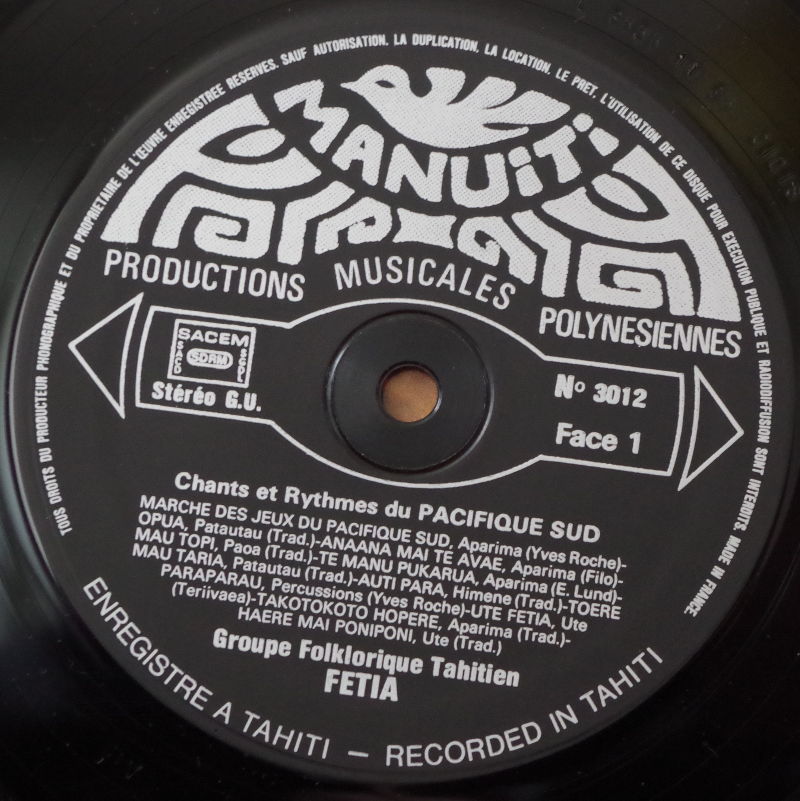 TOUS DROITS DU PRODUCTEUR PHONOGRAPHIQUE ET DU PROPRIETAIRE DE L'ŒUVRE ENREGISTREE RESERVES. SAUF AUTORISATION, LA DUPLICATION, LA LOCATION, LE PRET, L'UTILISATION DE CE DISQUE POUR EXECUTION PUBLIQUE ET RADIODIFFUSION SONT INTERDITS. MADE IN FRANCE
MANUiTi
PRODUCTIONS MUSICALES POLYNESIENNES
SACEM
SACD SDRM SGDL
Stéréo G.U.
Nº 3012
Face 1
Chants et Rythmes du PACIFIQUE SUD
MARCHE DES JEUX DU PACIFIQUE SUD, Aparima (Yves Roche)-
OPUA, Patautau (Trad.)-ANAANA MAI TE AVAE, Aparima (Filo)-
MAU TOPI, Paoa (Trad.)-TE MANU PUKARUA, Aparima (E. Lund)-
MAU TARIA, Patautau (Trad.)-AUTI PARA, Himene (Trad.)-TOERE
PARAPARAU, Percussions (Yves Roche)-UTE FETIA, Ute
(Teriivaea)-TAKOTOKOTO HOPERE, Aparima (Trad.)-
HAERE MAI PONIPONI, Ute (Trad.)
Groupe Folklorique Tahitien
FETIA
ENREGISTRE A TAHITI – RECORDED IN TAHITI